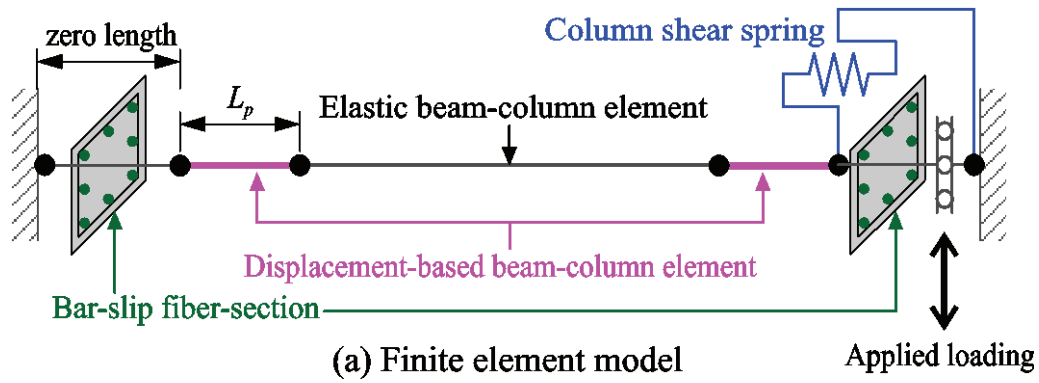 zero length
Column shear spring
Lp
Elastic beam-column element
Displacement-based beam-column element
Bar-slip fiber-section
Applied loading
(a) Finite element model